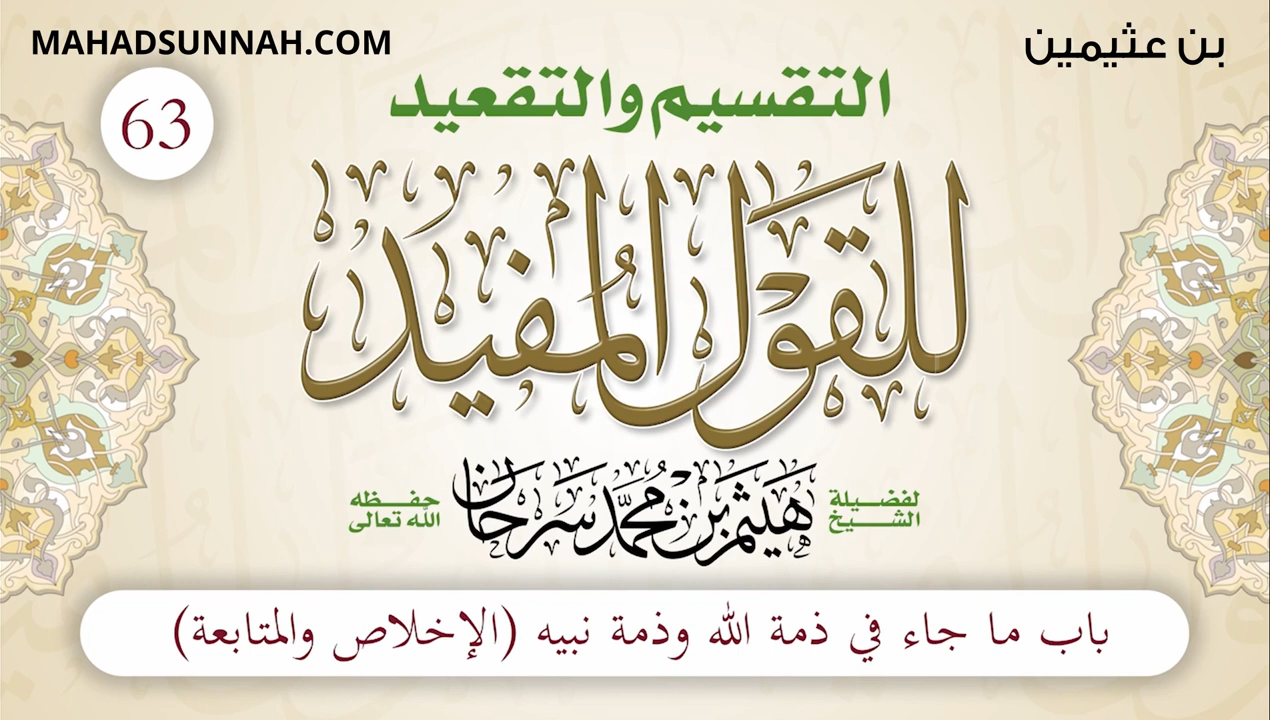 MAHADSUNNAH.COM
بن عثيمين
63
التقسيم والتقعيد
للقول المفيد
لفضيلة الشيخ
هيثم بن محمد سرحان
حفظه الله تعالى
باب ما جاء في ذمة الله وذمة نبيه (الإخلاص والمتابعة)